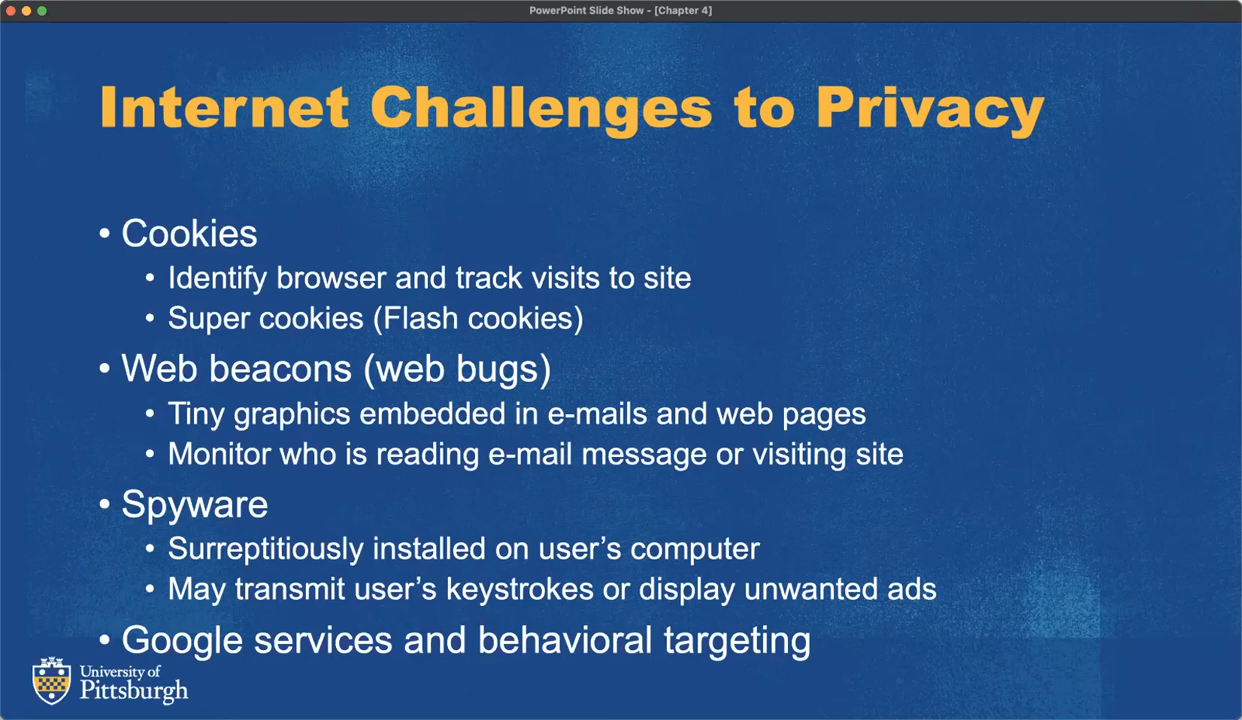 PowerPoint Slide Show - [Chapter 4]
Internet Challenges to Privacy
• Cookies
• Identify browser and track visits to site
• Super cookies (Flash cookies)
• Web beacons (web bugs)
• Tiny graphics embedded in e-mails and web pages
• Monitor who is reading e-mail message or visiting site
• Spyware
• Surreptitiously installed on user’s computer
• May transmit user’s keystrokes or display unwanted ads
• Google services and behavioral targeting
University of
Pittsburgh